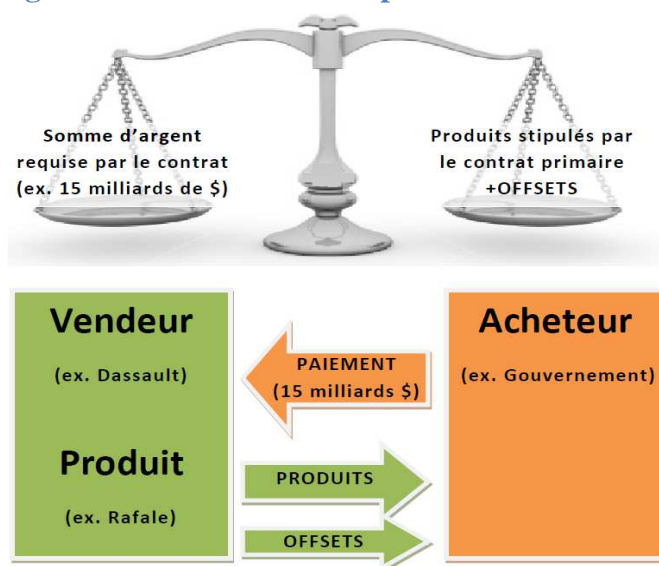 Somme d'argent
requise par le contrat
(ex. 15 milliards de $)
Produits stipulés par
le contrat primaire
+OFFSETS
Vendeur
(ex. Dassault)
Produit
(ex. Rafale)
PAIEMENT
(15 milliards $)
PRODUITS
OFFSETS
Acheteur
(ex. Gouvernement)